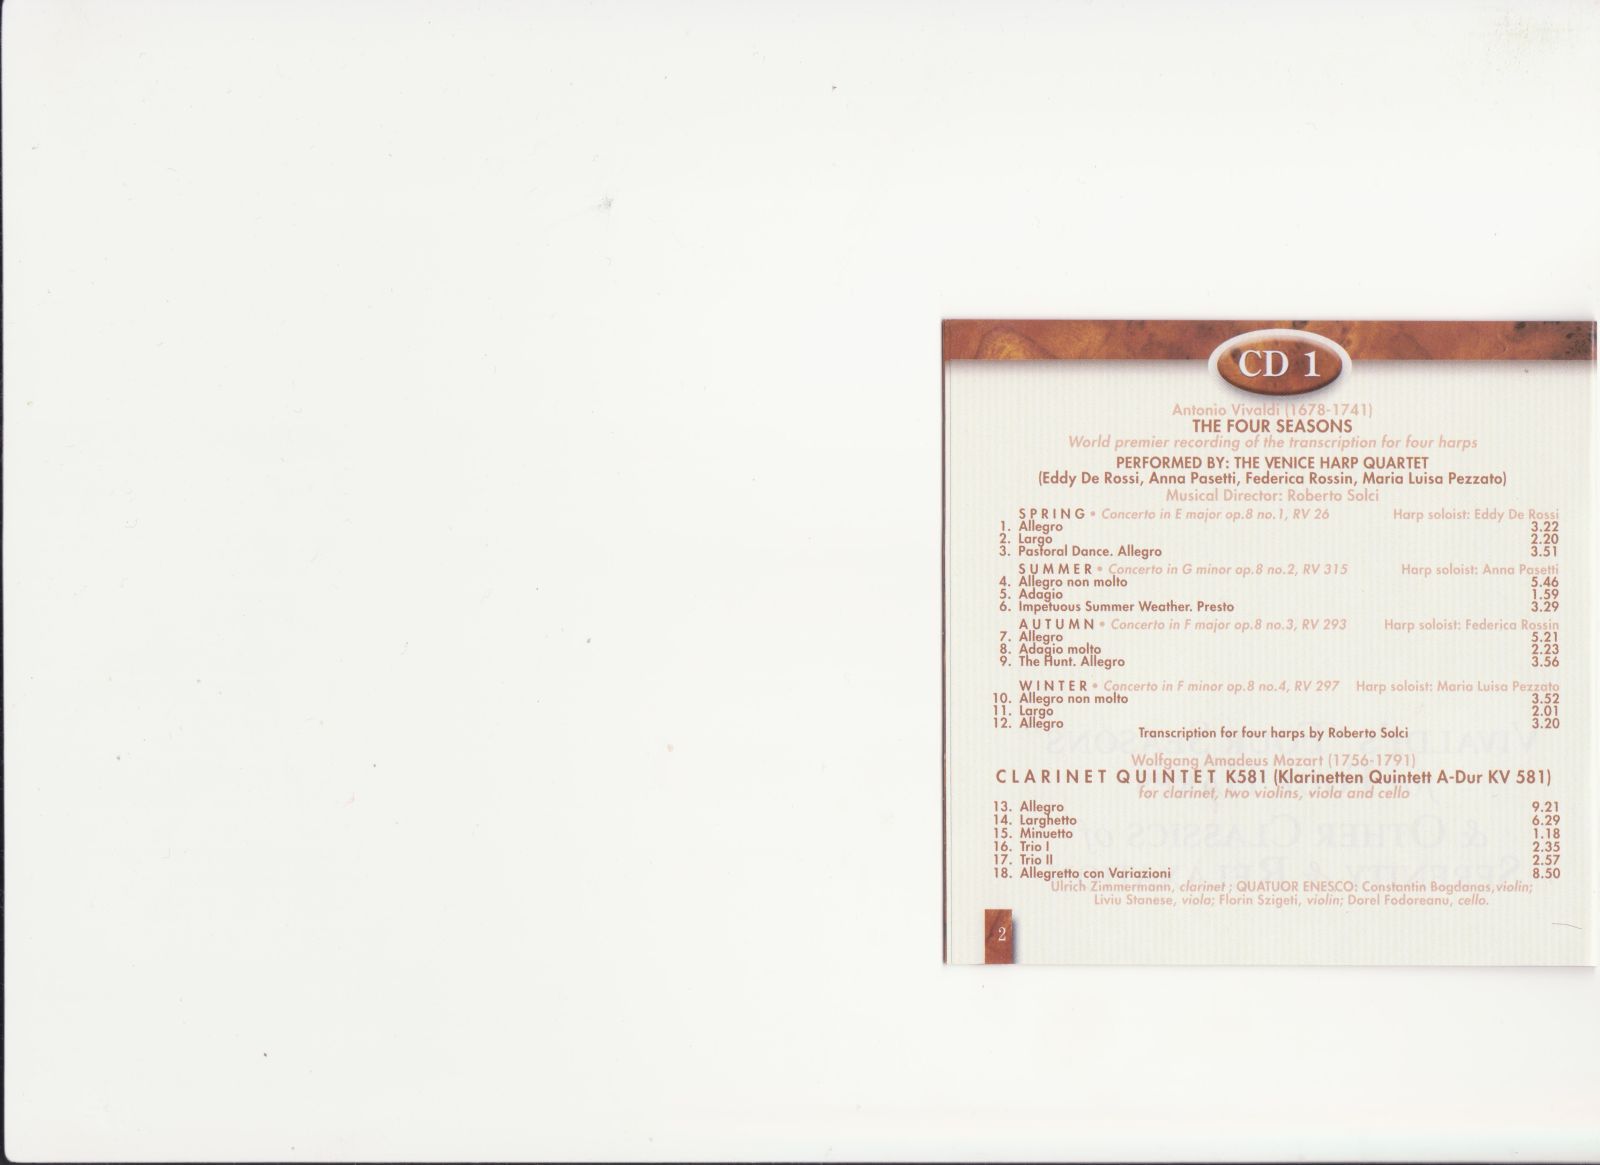 CD 1
Antonio Vivaldi (1678-1741)
THE FOUR SEASONS
World premier recording of the transcription for four harps
PERFORMED BY: THE VENICE HARP QUARTET
(Eddy De Rossi, Anna Pasetti, Federica Rossin, Maria Luisa Pezzato)
Musical Director: Roberto Solci
SPRING • Concerto in E major op.8 no.1, RV 26 Harp soloist: Eddy De Rossi
1. Allegro 3.22
2. Largo 2.20
3. Pastoral Dance. Allegro 3.51
SUMMER • Concerto in G minor op.8 no.2, RV 315 Harp soloist: Anna Pasetti
4. Allegro non molto 5.46
5. Adagio 1.59
6. Impetuous Summer Weather. Presto 3.29
AUTUMN • Concerto in F major op.8 no.3, RV 293 Harp soloist: Federica Rossin
7. Allegro 5.21
8. Adagio molto 2.23
9. The Hunt. Allegro 3.56
WINTER • Concerto in F minor op.8 no.4, RV 297 Harp soloist: Maria Luisa Pezzato
10. Allegro non molto 3.52
11. Largo 2.01
12. Allegro 3.20
Transcription for four harps by Roberto Solci
Wolfgang Amadeus Mozart (1756-1791)
CLARINET QUINTET K581 (Klarinetten Quintett A-Dur KV 581)
for clarinet, two violins, viola and cello
13. Allegro 9.21
14. Larghetto 6.29
15. Minuetto 1.18
16. Trio I 2.35
17. Trio II 2.57
18. Allegretto con Variazioni 8.50
Ulrich Zimmermann, clarinet ; QUATUOR ENESCO: Constantin Bogdanas, violin;
Liviu Stanese, viola; Florin Szigeti, violin; Dorel Fodoreanu, cello.
2